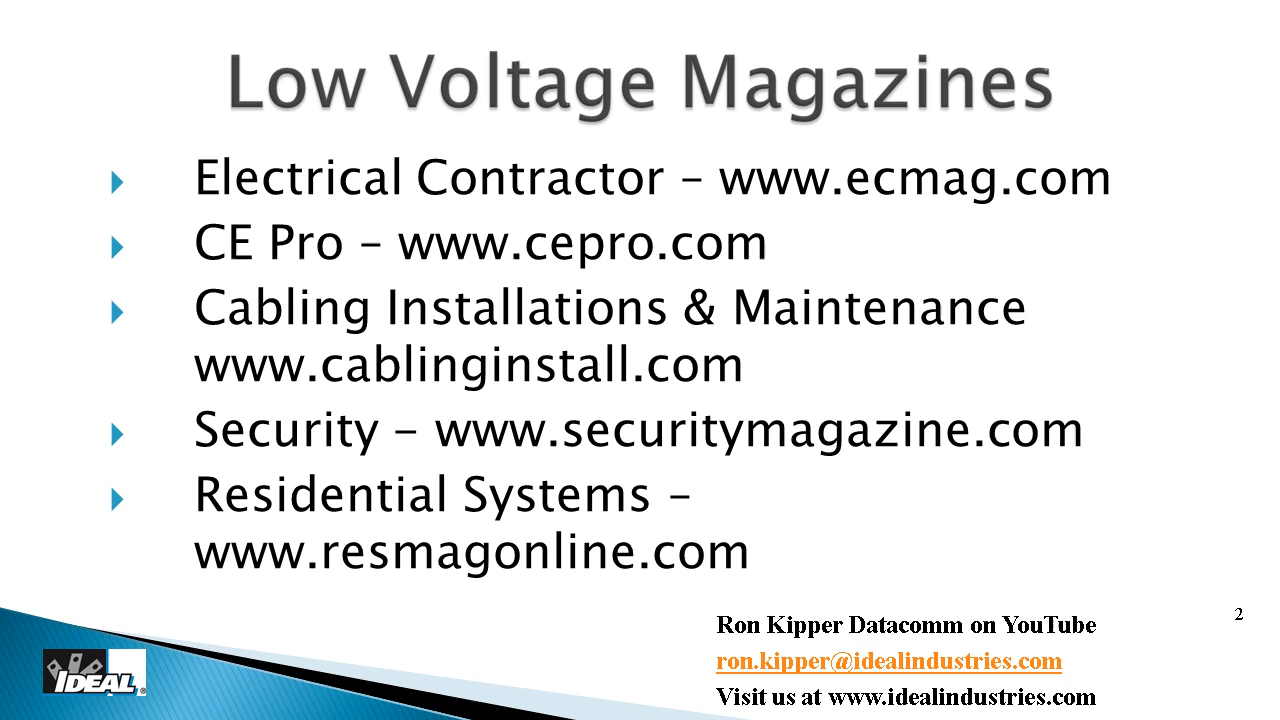 Low Voltage Magazines
Electrical Contractor – www.ecmag.com
CE Pro – www.cepro.com
Cabling Installations & Maintenance
www.cablinginstall.com
Security - www.securitymagazine.com
Residential Systems –
www.resmagonline.com
Ron Kipper Datacomm on YouTube
ron.kipper@idealindustries.com
Visit us at www.idealindustries.com
2
IDEAL®